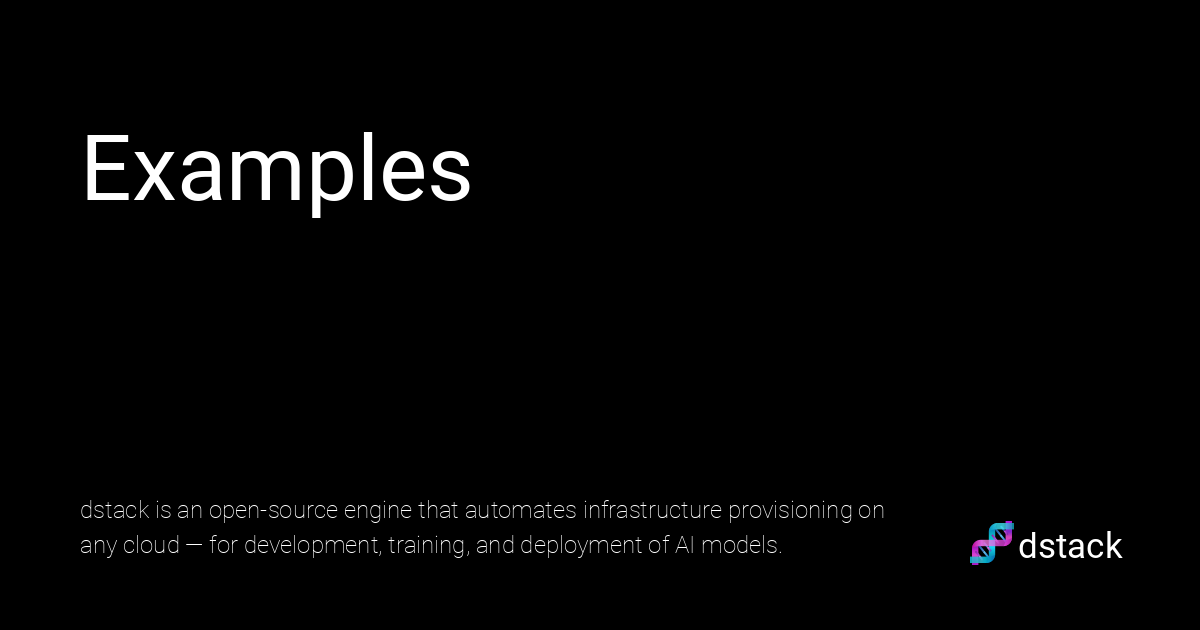 Examples
dstack is an open-source engine that automates infrastructure provisioning on
any cloud — for development, training, and deployment of AI models.
dstack